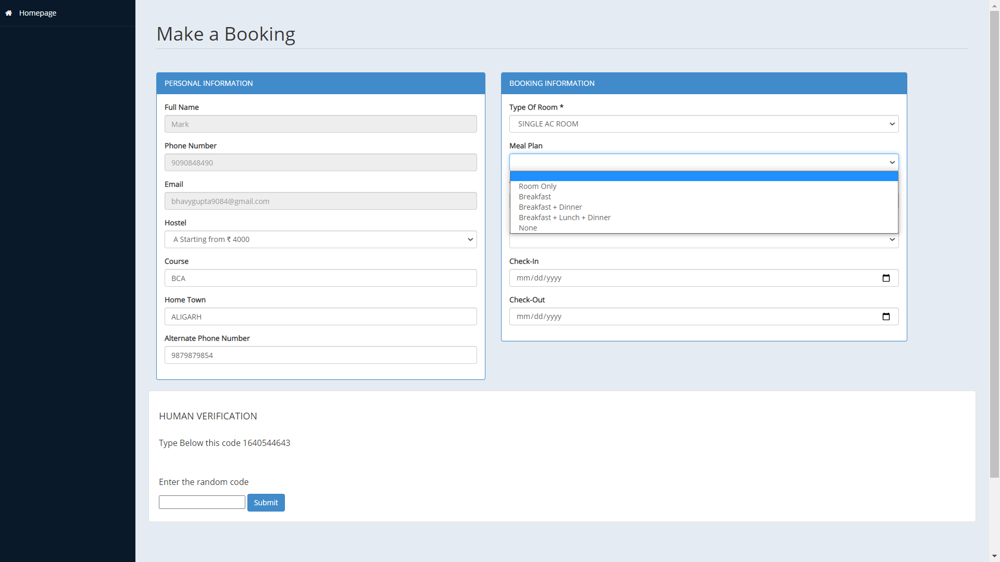 Homepage
Make a Booking
PERSONAL INFORMATION
Full Name
Mark
Phone Number
9090848490
Email
bhavygupta9084@gmail.com
Hostel
A Starting from ₹ 4000
Course
BCA
Home Town
ALIGARH
Alternate Phone Number
9879879854
BOOKING INFORMATION
Type Of Room *
SINGLE AC ROOM
Meal Plan
Room Only
Breakfast
Breakfast + Dinner
Breakfast + Lunch + Dinner
None
Check-In
mm/dd/yyyy
Check-Out
mm/dd/yyyy
HUMAN VERIFICATION
Type Below this code 1640544643
Enter the random code
Submit